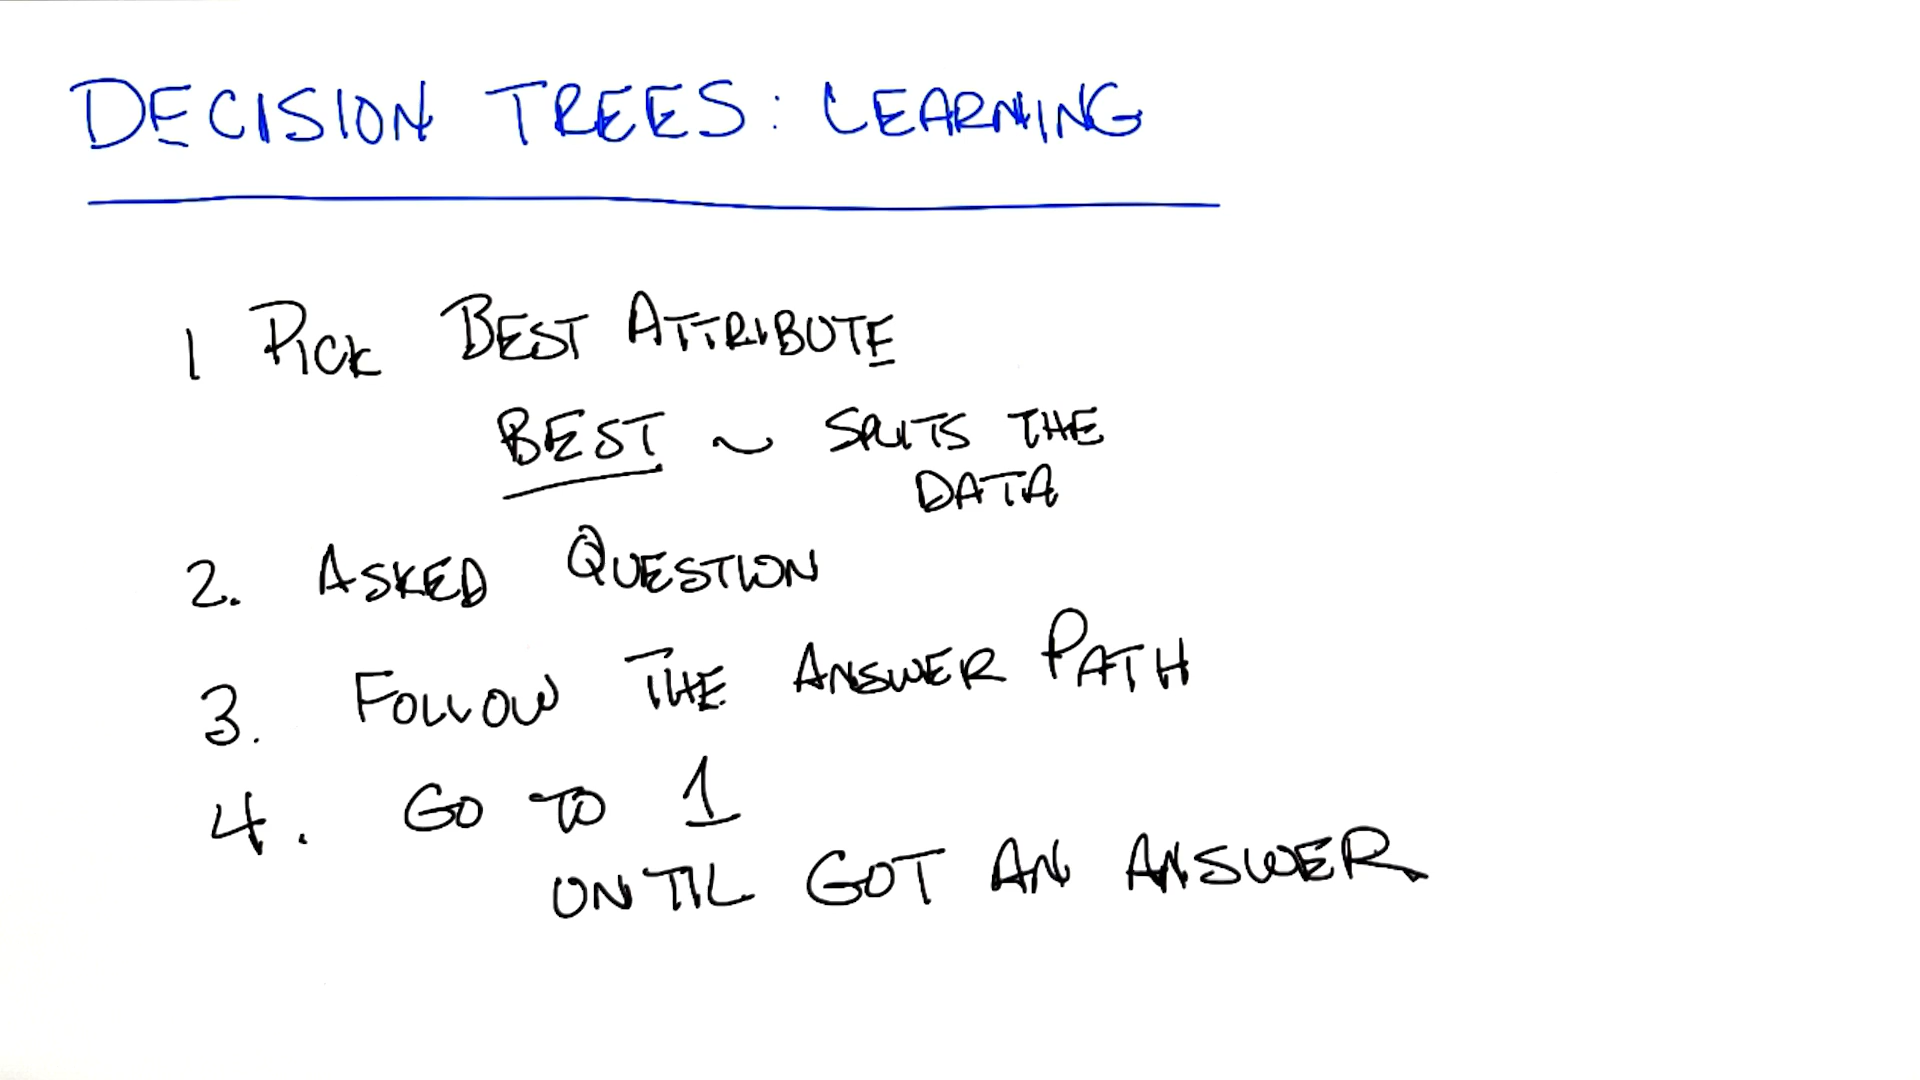 DECISION TREES: LEARNING
1 PICK BEST ATTRIBUTE
BEST ~ SPLITS THE
DATA
2. ASKED QUESTION
3. FOLLOW THE ANSWER PATH
4. GO TO 1
UNTIL GOT AN ANSWER